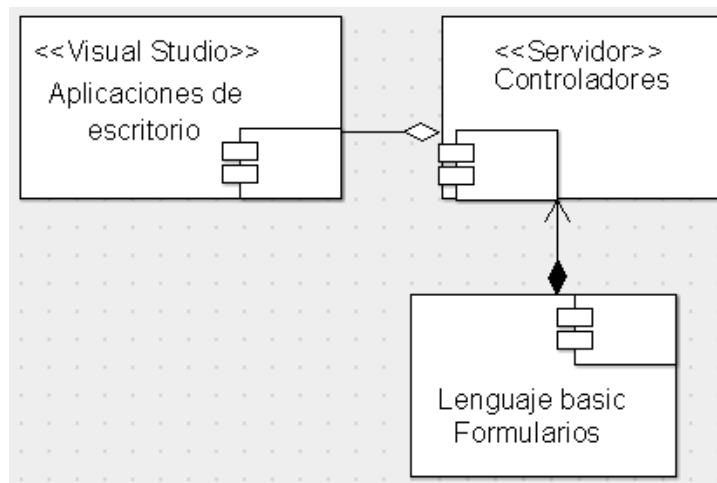 <<Visual Studio>>
Aplicaciones de
escritorio
<<Servidor>>
Controladores
Lenguaje basic
Formularios